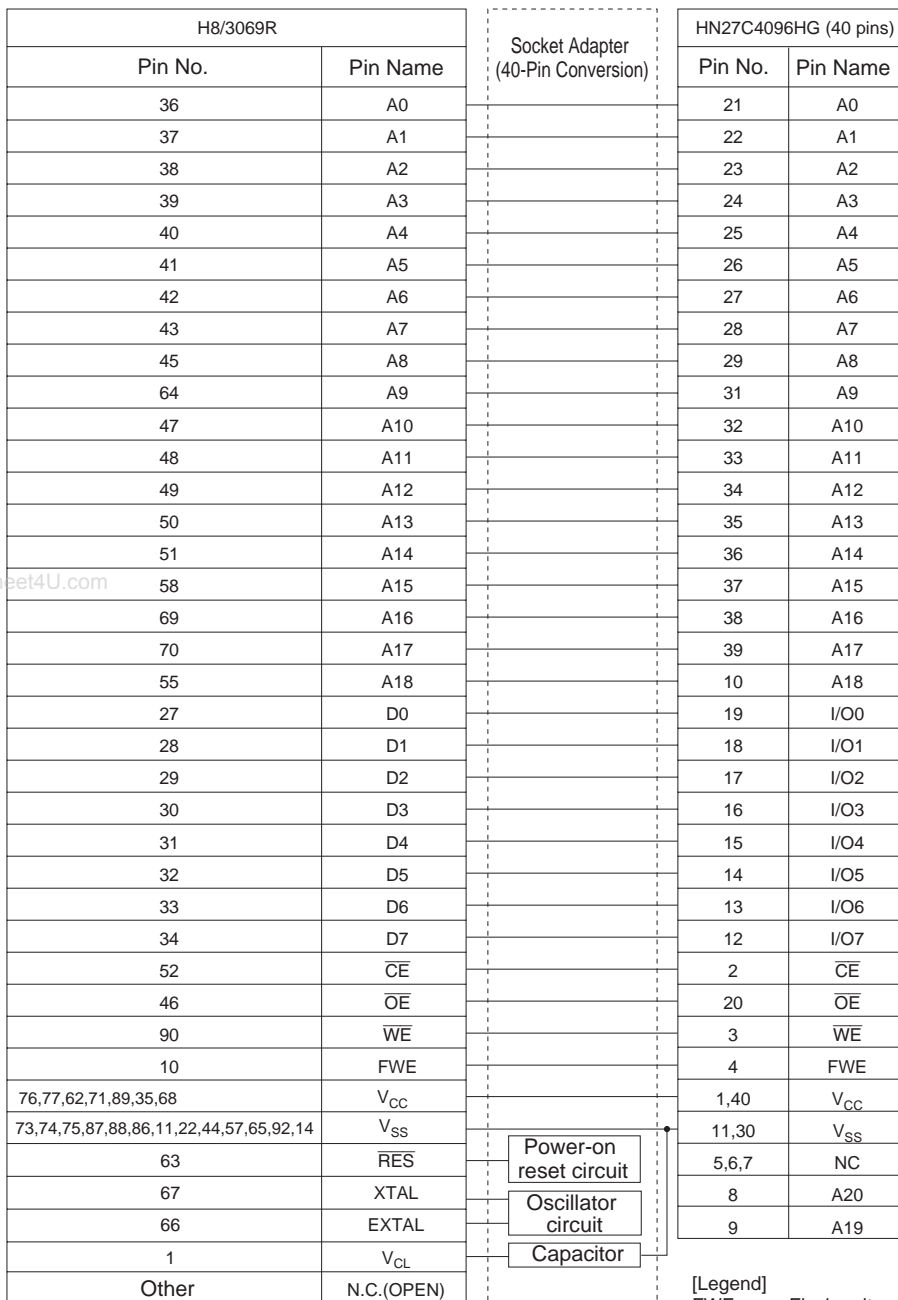 H8/3069R Socket Adapter HN27C4096HG (40 pins)
Pin No. Pin Name (40-Pin Conversion) Pin No. Pin Name
36 A0 21 A0
37 A1 22 A1
38 A2 23 A2
39 A3 24 A3
40 A4 25 A4
41 A5 26 A5
42 A6 27 A6
43 A7 28 A7
45 A8 29 A8
64 A9 31 A9
47 A10 32 A10
48 A11 33 A11
49 A12 34 A12
50 A13 35 A13
51 A14 36 A14
eet4U.com
58 A15 37 A15
69 A16 38 A16
70 A17 39 A17
55 A18 10 A18
27 D0 19 I/O0
28 D1 18 I/O1
29 D2 17 I/O2
30 D3 16 I/O3
31 D4 15 I/O4
32 D5 14 I/O5
33 D6 13 I/O6
34 D7 12 I/O7
52 CE 2 CE
46 OE 20 OE
90 WE 3 WE
10 FWE 4 FWE
76,77,62,71,89,35,68 VCC 1,40 VCC
73,74,75,87,88,86,11,22,44,57,65,92,14 VSS 11,30 VSS
63 RES Power-on reset circuit 5,6,7 NC
67 XTAL Oscillator circuit 8 A20
66 EXTAL 9 A19
1 VCL Capacitor
Other N.C.(OPEN)
[Legend]